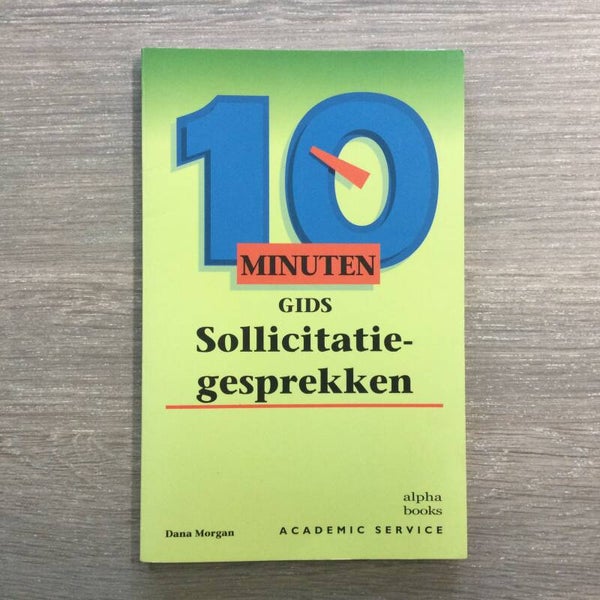 10
MINUTEN
GIDS
Sollicitatie-
gesprekken
alpha
books
Dana Morgan
ACADEMIC SERVICE